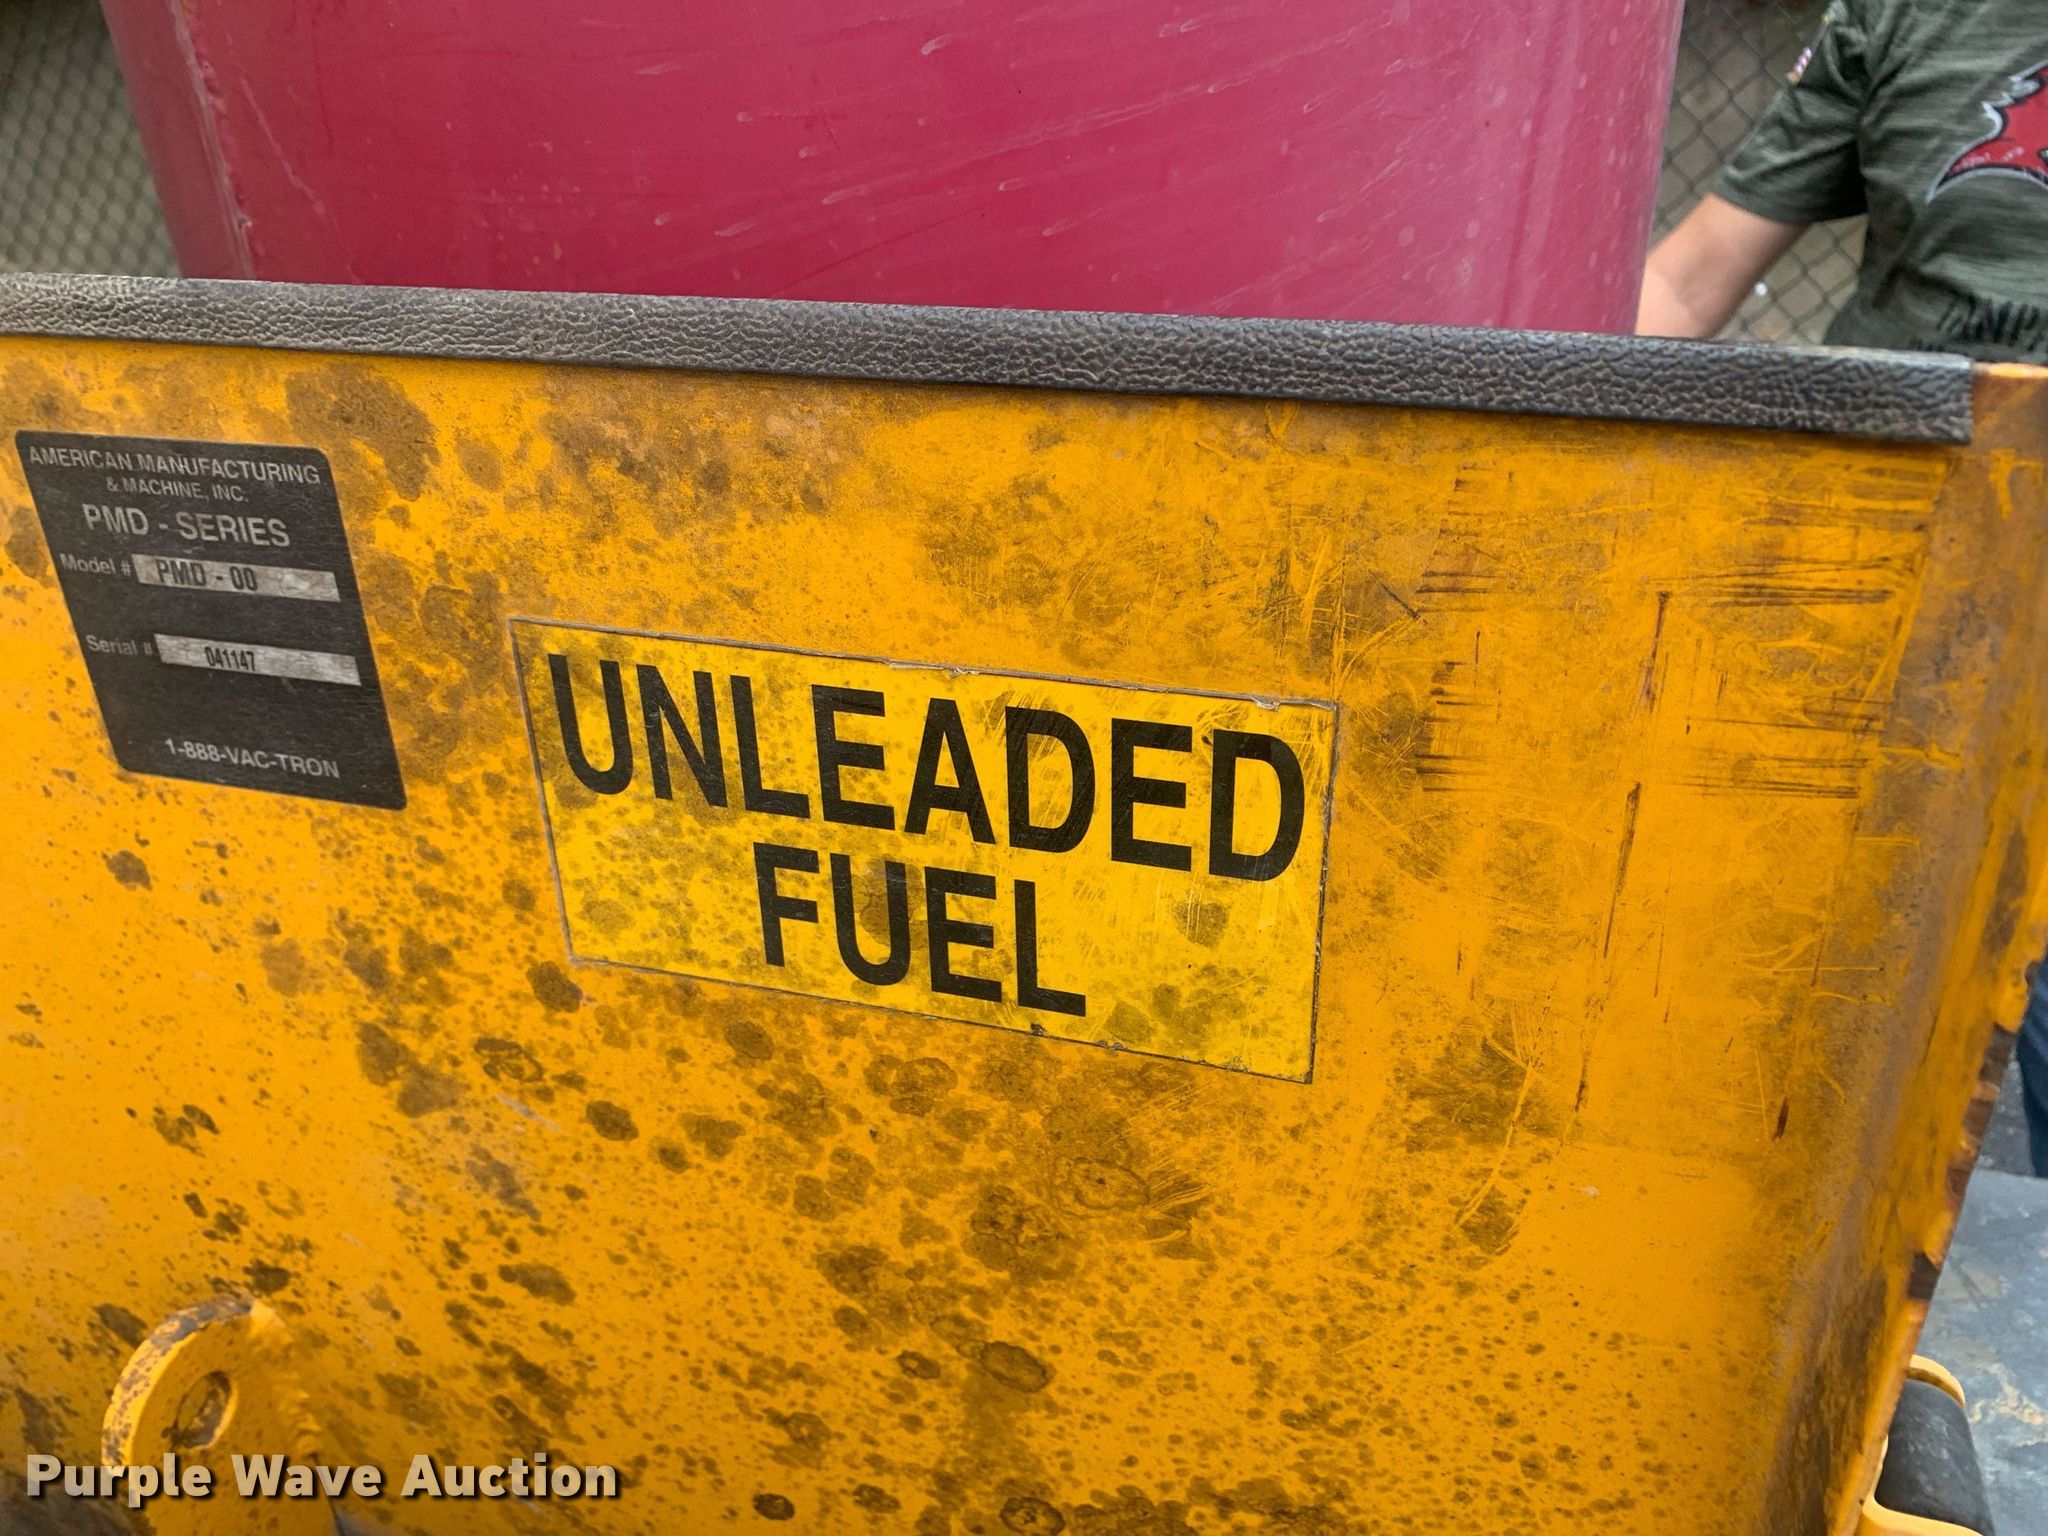 AMERICAN MANUFACTURING
& MACHINE, INC.
PMD - SERIES
Model # PMD - 00
Serial # 041147
1-888-VAC-TRON
UNLEADED
FUEL
Purple Wave Auction